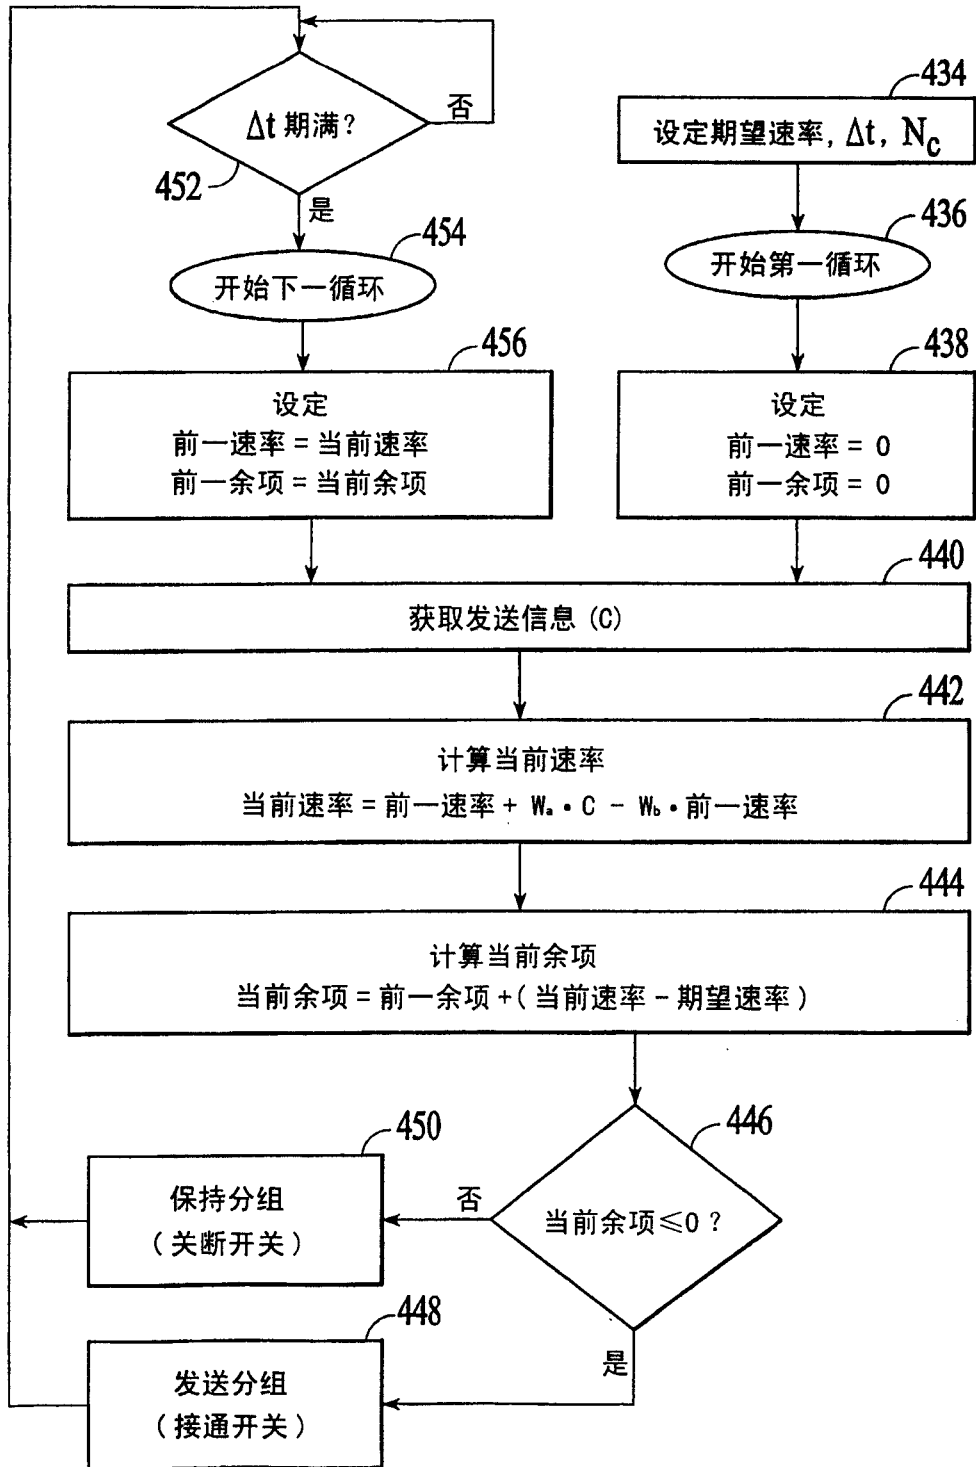 434
设定期望速率, Δt, N_C
436
开始第一循环
438
设定
前一速率 = 0
前一余项 = 0
Δt 期满?
否
452
是
454
开始下一循环
456
设定
前一速率 = 当前速率
前一余项 = 当前余项
440
获取发送信息 (C)
442
计算当前速率
当前速率 = 前一速率 + Wₐ · C − W_b · 前一速率
444
计算当前余项
当前余项 = 前一余项 +( 当前速率 − 期望速率 )
446
当前余项 ≤0 ?
否
450
保持分组
( 关断开关 )
是
448
发送分组
( 接通开关 )